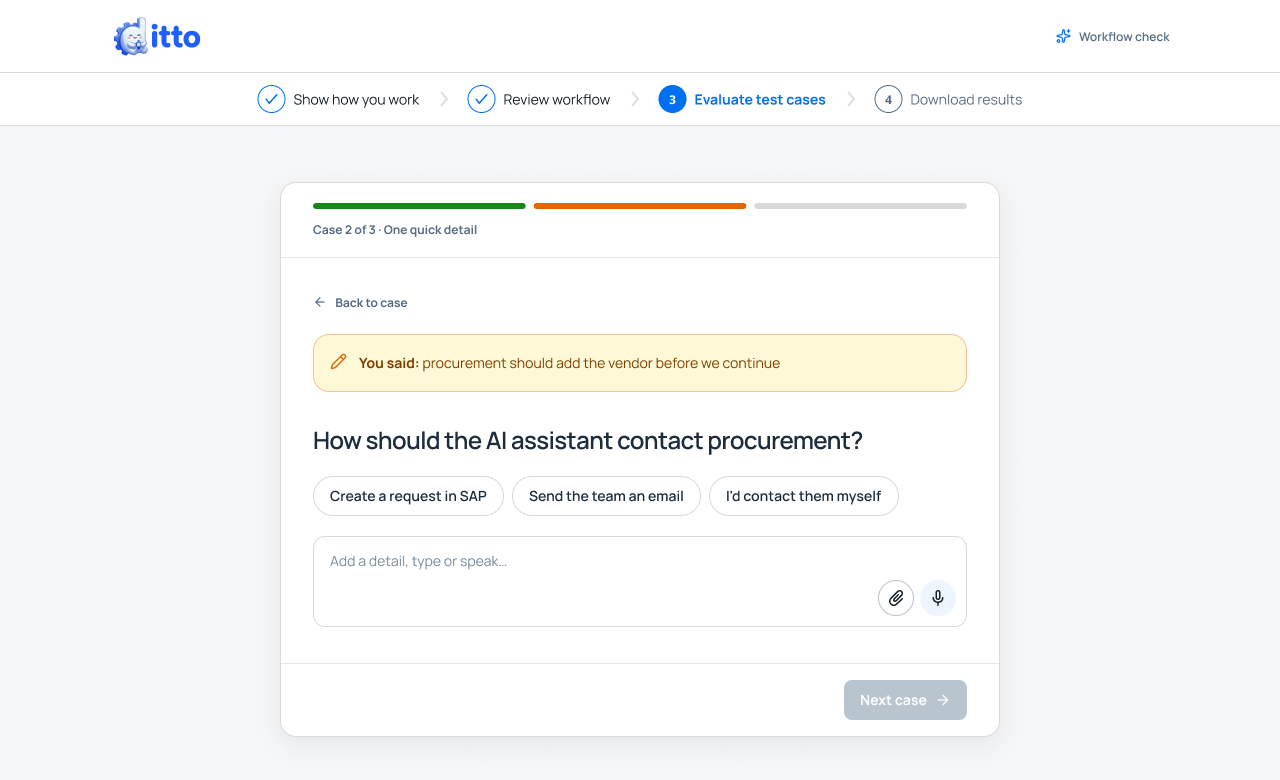 ditto
Workflow check
Show how you work
Review workflow
3 Evaluate test cases
4 Download results
Case 2 of 3 · One quick detail
Back to case
You said: procurement should add the vendor before we continue
How should the AI assistant contact procurement?
Create a request in SAP
Send the team an email
I'd contact them myself
Add a detail, type or speak...
Next case